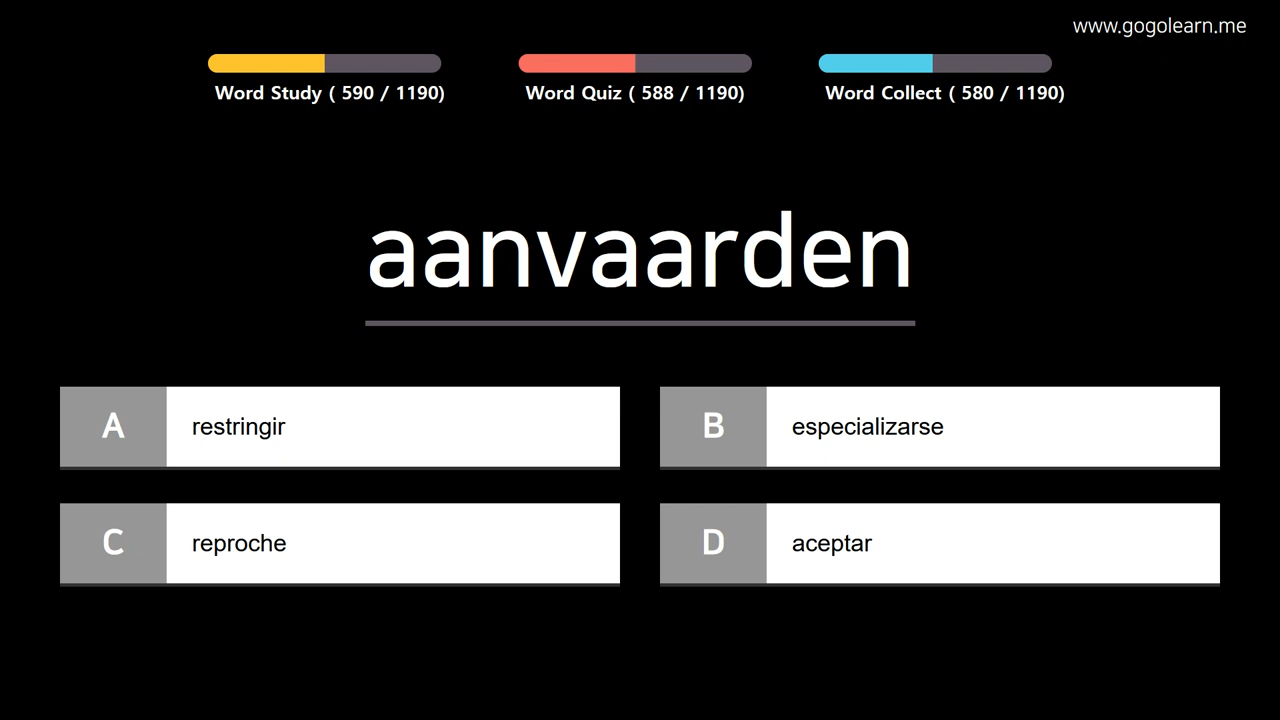 www.gogolearn.me
Word Study ( 590 / 1190)
Word Quiz ( 588 / 1190)
Word Collect ( 580 / 1190)
aanvaarden
A restringir
B especializarse
C reproche
D aceptar